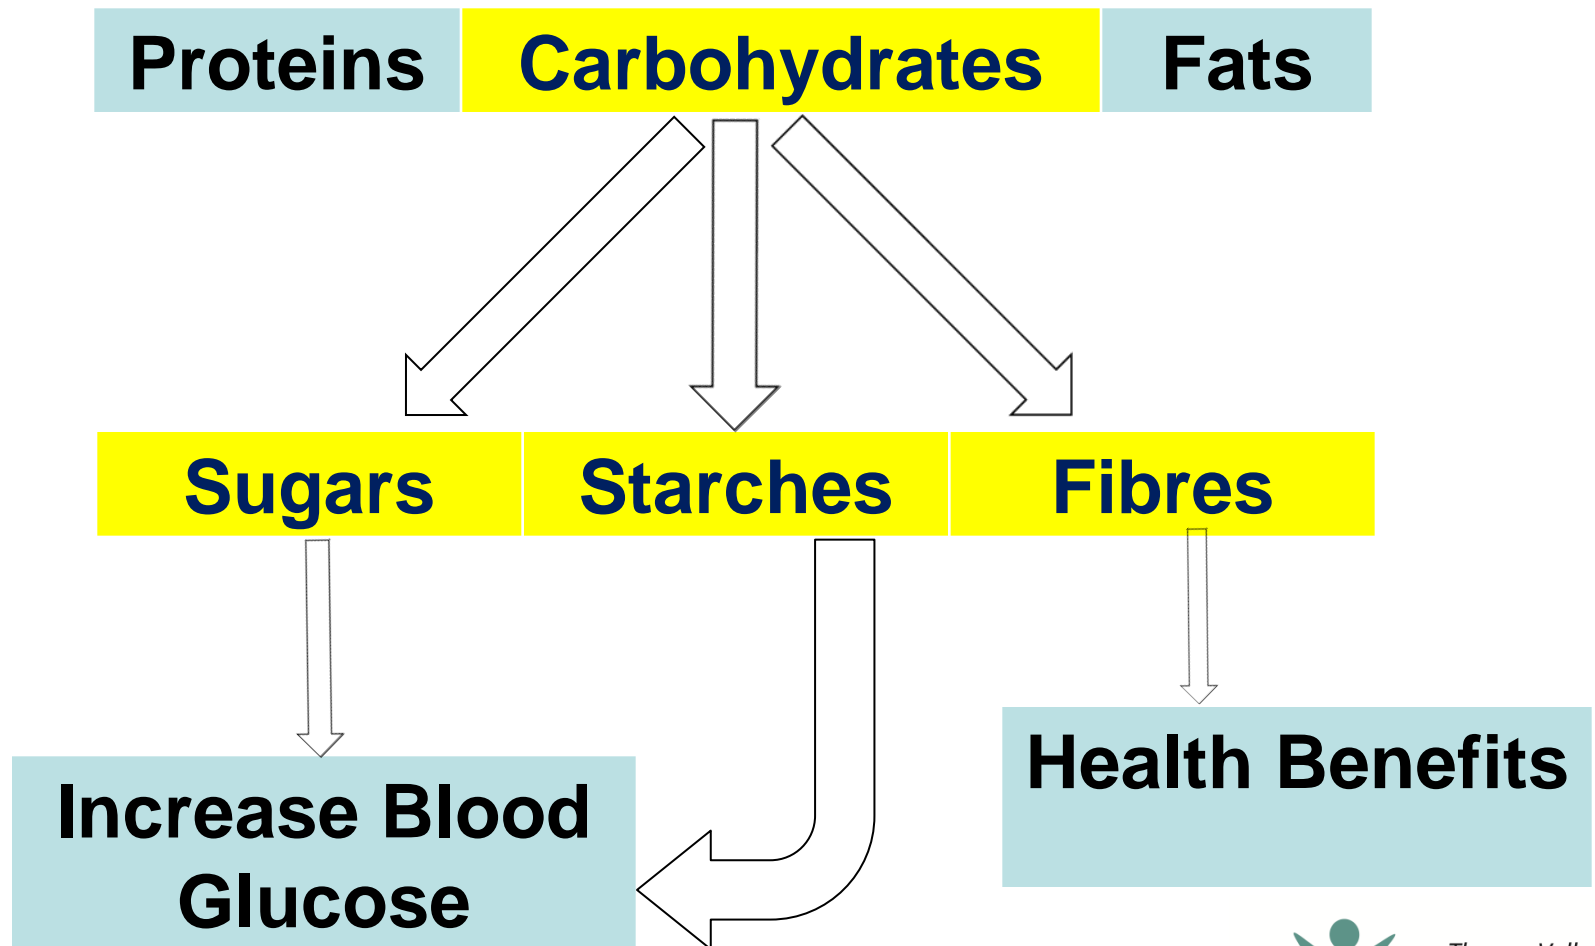 Proteins Carbohydrates Fats
Sugars Starches Fibres
Health Benefits
Increase Blood
Glucose